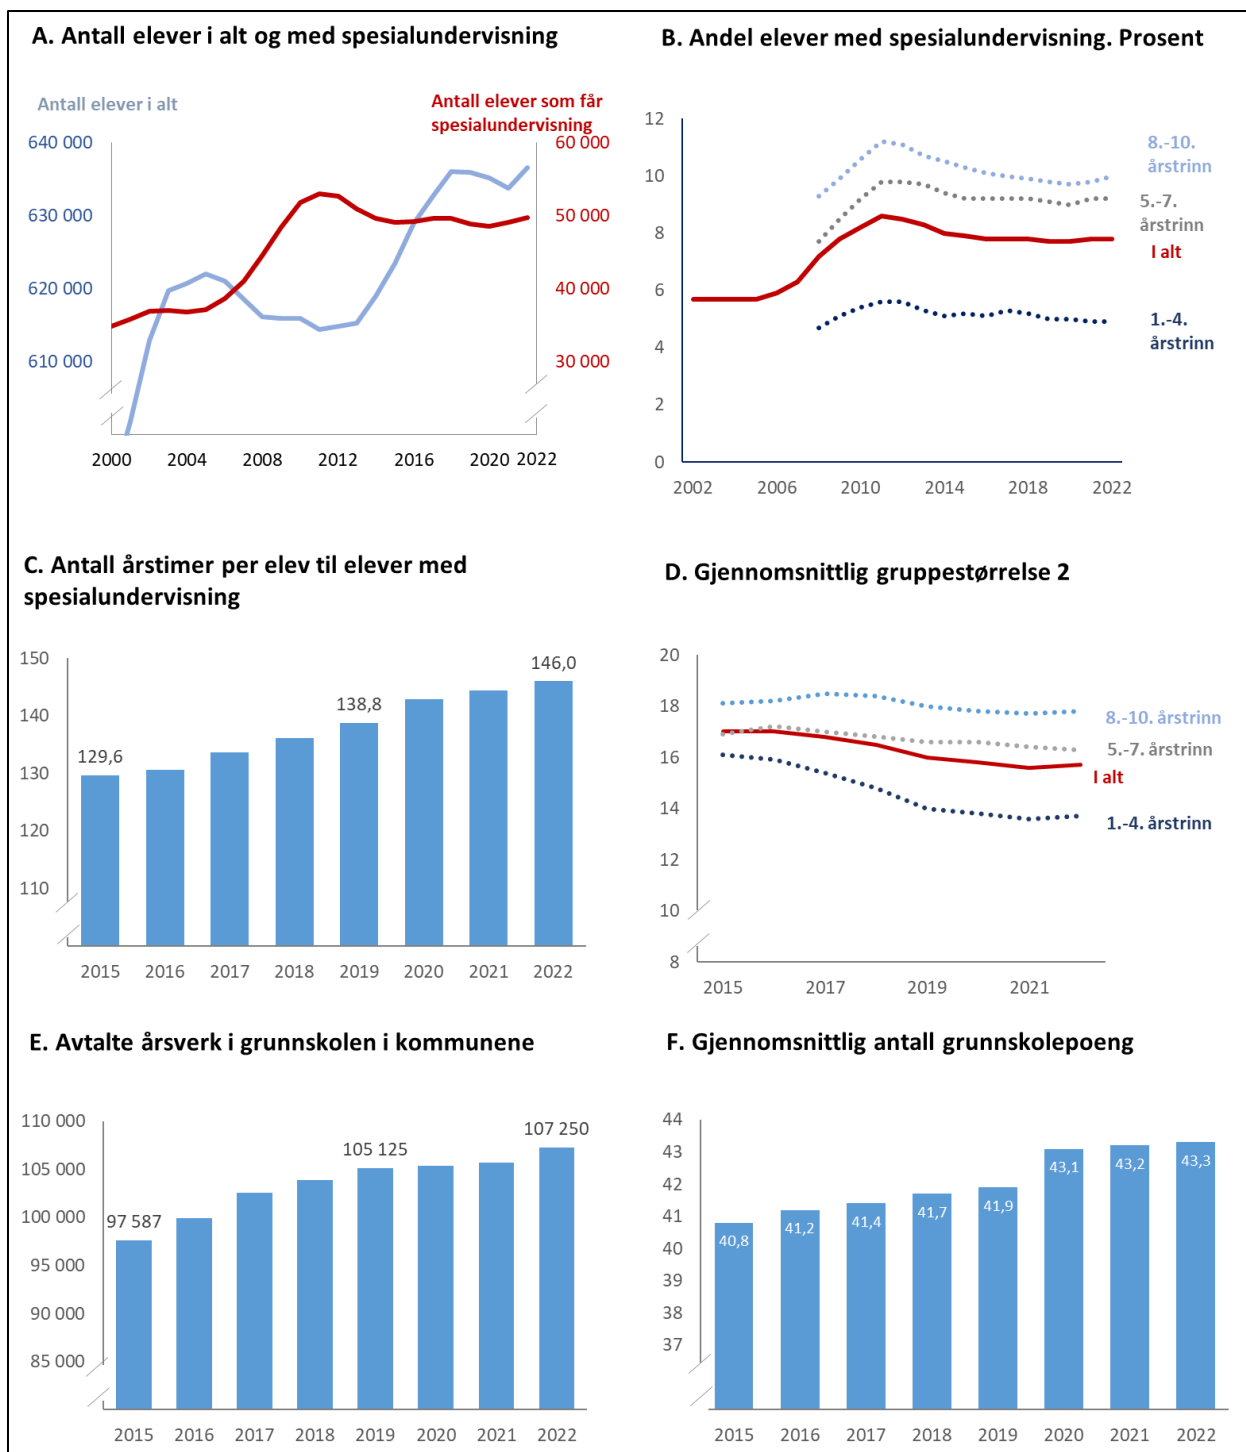 A. Antall elever i alt og med spesialundervisning
Antall elever i alt
Antall elever som får
spesialundervisning
640 000
630 000
620 000
610 000
60 000
50 000
40 000
30 000
2000 2004 2008 2012 2016 2020 2022
B. Andel elever med spesialundervisning. Prosent
12
10
8
6
4
2
0
8.-10.
årstrinn
5.-7.
årstrinn
I alt
1.-4.
årstrinn
2002 2006 2010 2014 2018 2022
C. Antall årstimer per elev til elever med
spesialundervisning
150
140
130
120
110
129,6
138,8
146,0
2015 2016 2017 2018 2019 2020 2021 2022
D. Gjennomsnittlig gruppestørrelse 2
20
18
16
14
12
10
8
8.-10. årstrinn
5.-7. årstrinn
I alt
1.-4. årstrinn
2015 2017 2019 2021
E. Avtalte årsverk i grunnskolen i kommunene
110 000
105 000
100 000
95 000
90 000
85 000
97 587
105 125
107 250
2015 2016 2017 2018 2019 2020 2021 2022
F. Gjennomsnittlig antall grunnskolepoeng
44
43
42
41
40
39
38
37
40,8
41,2
41,4
41,7
41,9
43,1
43,2
43,3
2015 2016 2017 2018 2019 2020 2021 2022